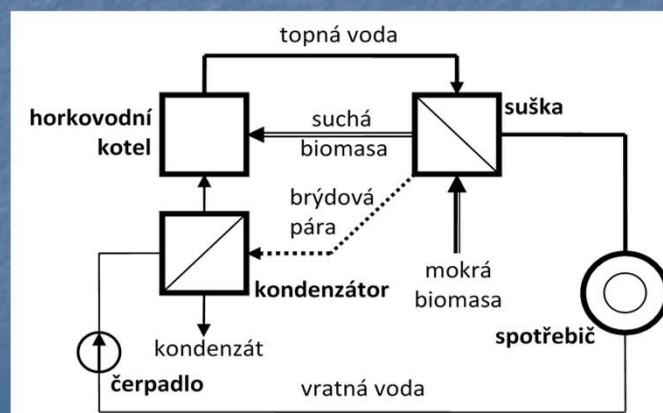 topná voda
horkovodní
kotel
suchá
biomasa
suška
brýdová
pára
mokrá
biomasa
kondenzátor
spotřebič
kondenzát
čerpadlo
vratná voda